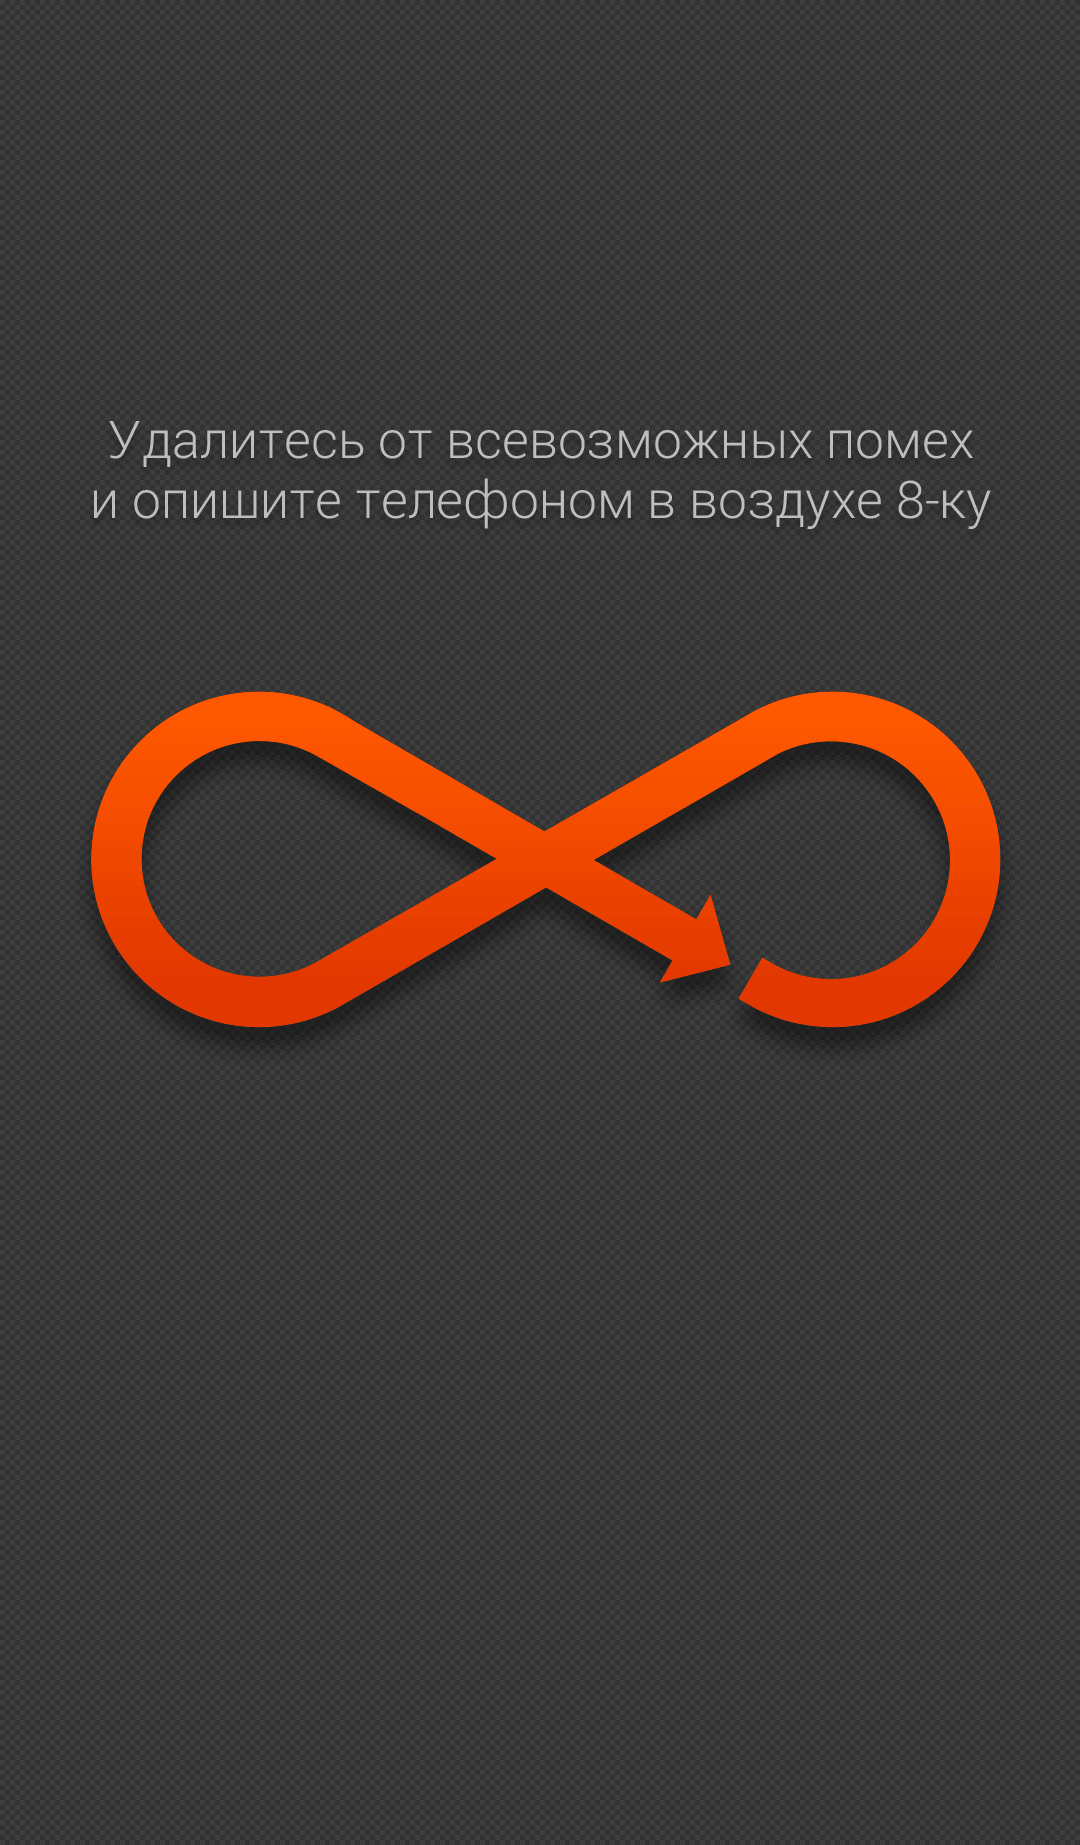 Удалитесь от всевозможных помех
и опишите телефоном в воздухе 8-ку